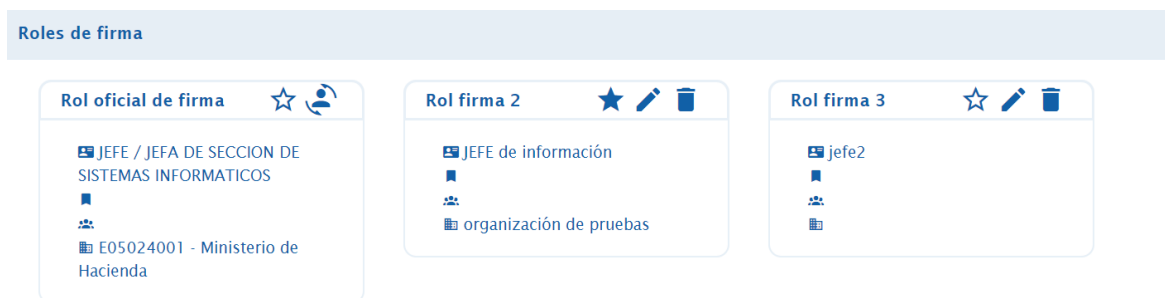 Roles de firma
Rol oficial de firma
JEFE / JEFA DE SECCION DE
SISTEMAS INFORMATICOS
E05024001 - Ministerio de
Hacienda
Rol firma 2
JEFE de información
organización de pruebas
Rol firma 3
jefe2